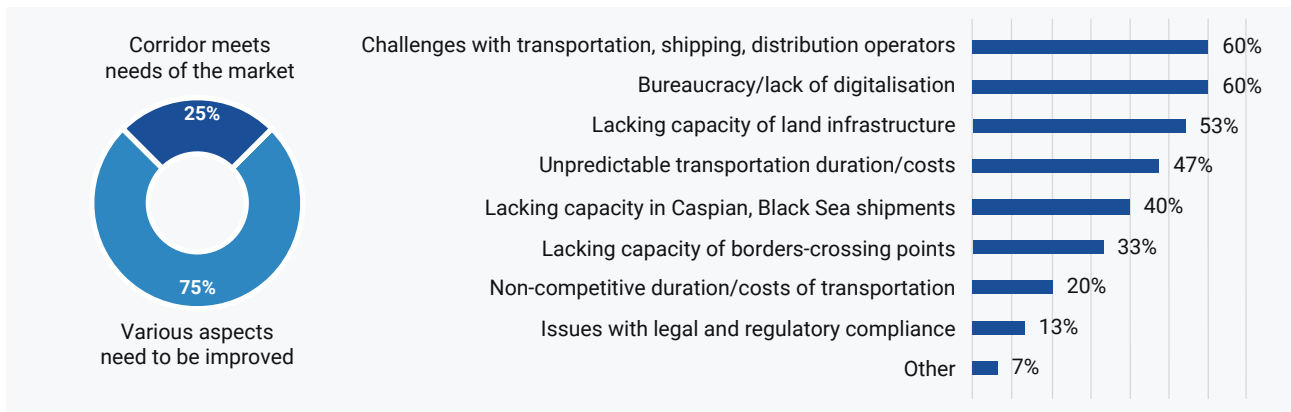 Corridor meets
needs of the market
25%
75%
Various aspects
need to be improved
Challenges with transportation, shipping, distribution operators 60%
Bureaucracy/lack of digitalisation 60%
Lacking capacity of land infrastructure 53%
Unpredictable transportation duration/costs 47%
Lacking capacity in Caspian, Black Sea shipments 40%
Lacking capacity of borders-crossing points 33%
Non-competitive duration/costs of transportation 20%
Issues with legal and regulatory compliance 13%
Other 7%